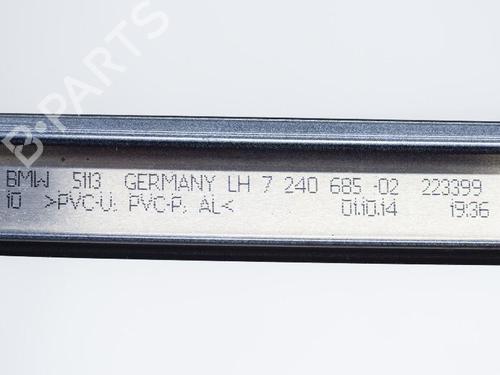 B-PARTS
BMW 5113 GERMANY LH 7 240 685 -02 223399
10 >PVC-U; PVC-P; AL< 01.10.14 19:36